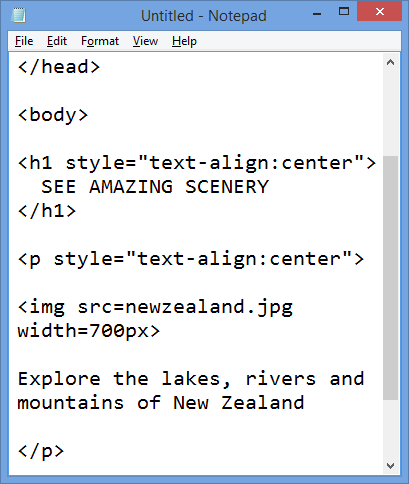 Untitled - Notepad
File Edit Format View Help
</head>
<body>
<h1 style="text-align:center">
SEE AMAZING SCENERY
</h1>
<p style="text-align:center">
<img src=newzealand.jpg
width=700px>
Explore the lakes, rivers and
mountains of New Zealand
</p>